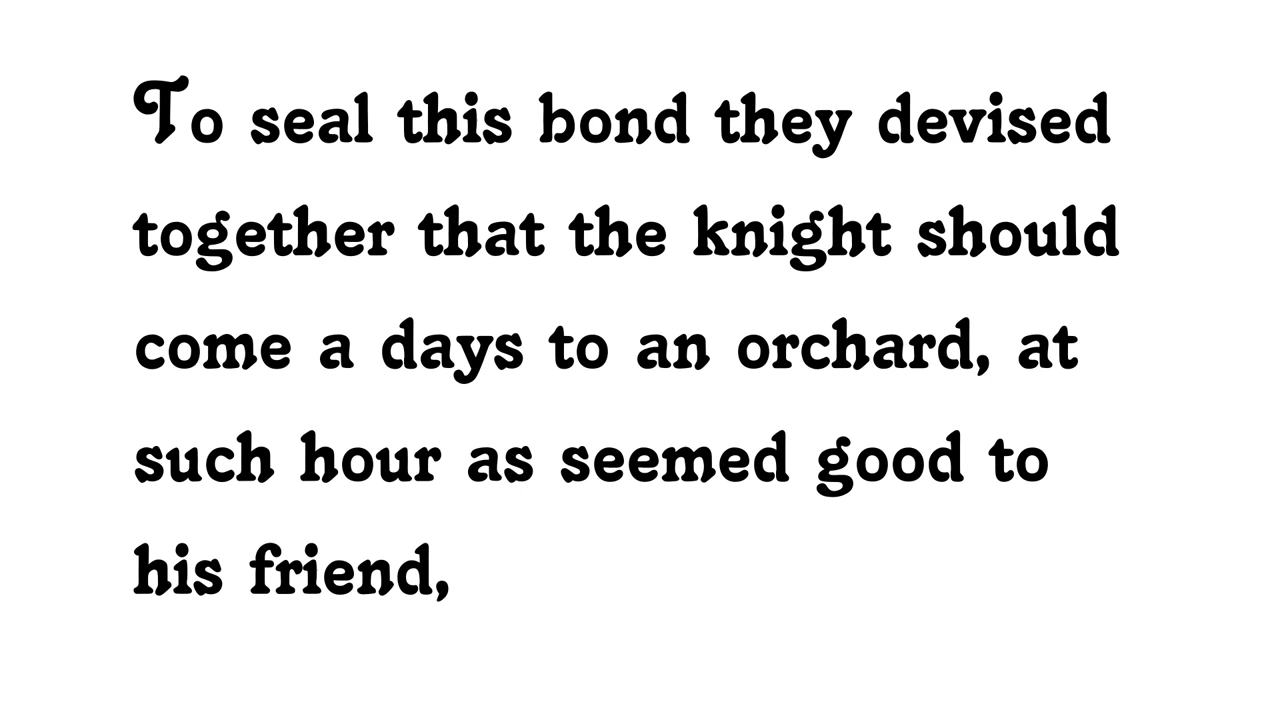 To seal this bond they devised
together that the knight should
come a days to an orchard, at
such hour as seemed good to
his friend,